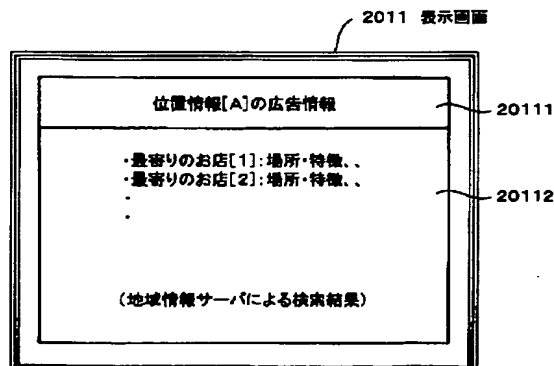 2011 表示画面
位置情報[A]の広告情報
20111
・最寄りのお店[1]:場所・特徴、、
・最寄りのお店[2]:場所・特徴、、
20112
・
・
(地域情報サーバによる検索結果)